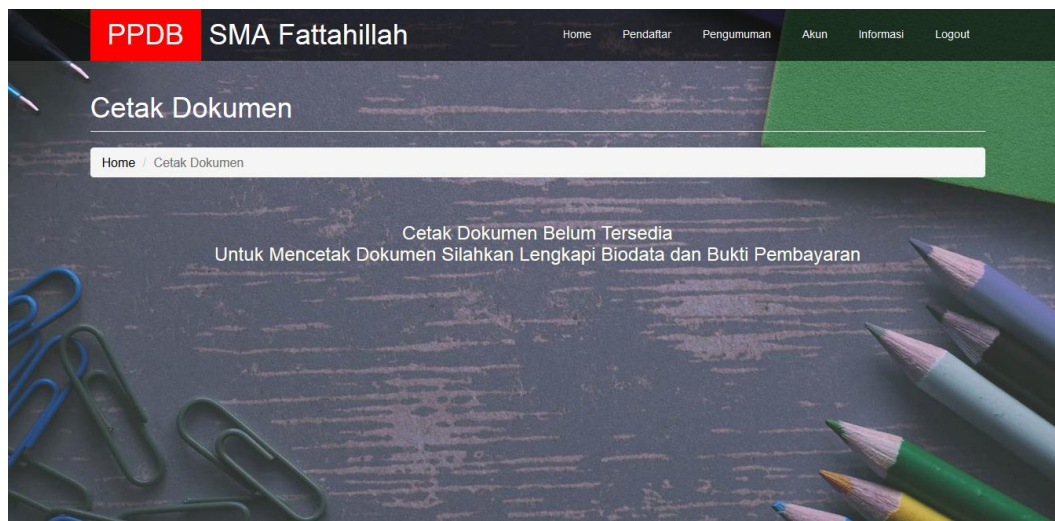 PPDB SMA Fattahillah Home Pendaftar Pengumuman Akun Informasi Logout
Cetak Dokumen
Home / Cetak Dokumen
Cetak Dokumen Belum Tersedia
Untuk Mencetak Dokumen Silahkan Lengkapi Biodata dan Bukti Pembayaran